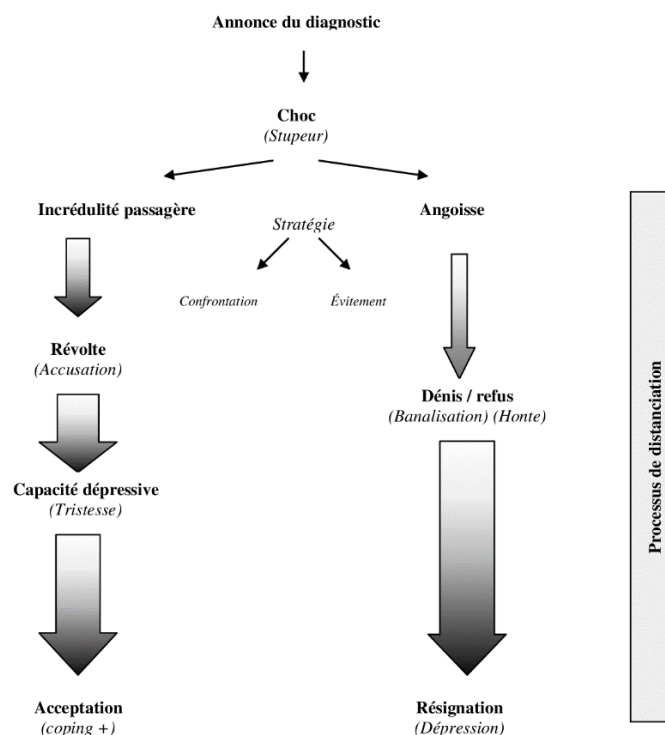 Annonce du diagnostic
Choc
(Stupeur)
Incrédulité passagère
Stratégie
Angoisse
Confrontation
Évitement
Révolte
(Accusation)
Dénis / refus
(Banalisation) (Honte)
Capacité dépressive
(Tristesse)
Acceptation
(coping +)
Résignation
(Dépression)
Processus de distanciation